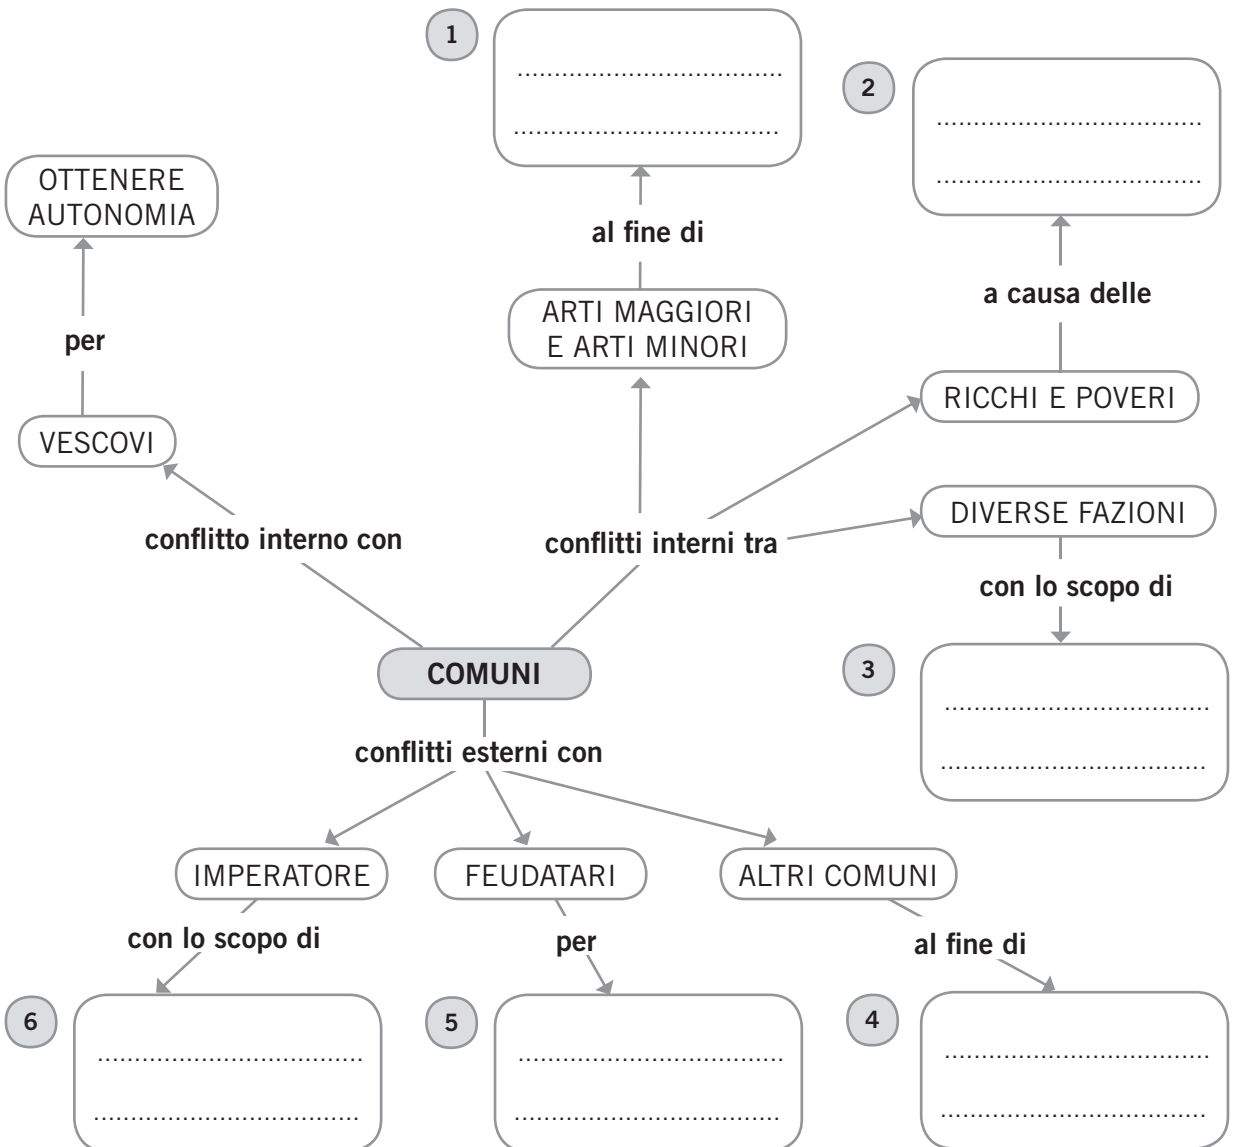 1
......................................
......................................
2
......................................
......................................
OTTENERE
AUTONOMIA
al fine di
a causa delle
per
ARTI MAGGIORI
E ARTI MINORI
RICCHI E POVERI
VESCOVI
DIVERSE FAZIONI
conflitto interno con
conflitti interni tra
con lo scopo di
COMUNI
3
......................................
......................................
conflitti esterni con
IMPERATORE
FEUDATARI
ALTRI COMUNI
con lo scopo di
per
al fine di
6
......................................
......................................
5
......................................
......................................
4
......................................
......................................